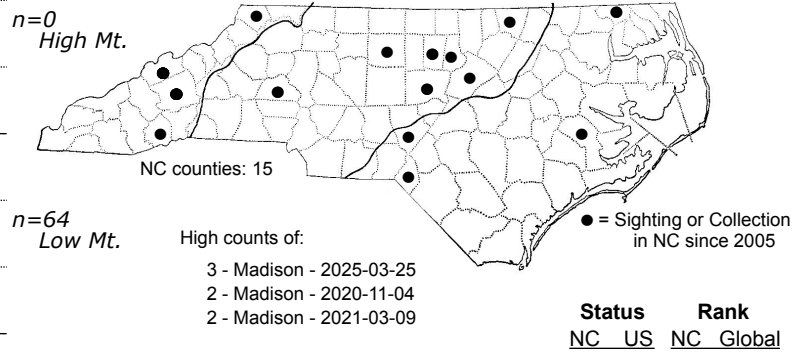 n=0
High Mt.
NC counties: 15
n=64
Low Mt.
High counts of:
3 - Madison - 2025-03-25
2 - Madison - 2020-11-04
2 - Madison - 2021-03-09
● = Sighting or Collection
in NC since 2005
Status Rank
NC US NC Global